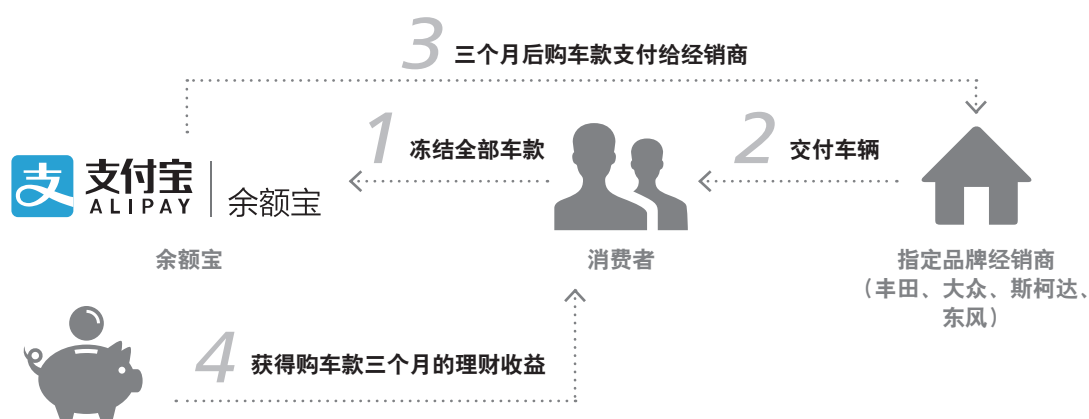 3 三个月后购车款支付给经销商
1 冻结全部车款
2 交付车辆
支 支付宝
ALIPAY
余额宝
余额宝
消费者
指定品牌经销商
（丰田、大众、斯柯达、
东风）
4 获得购车款三个月的理财收益